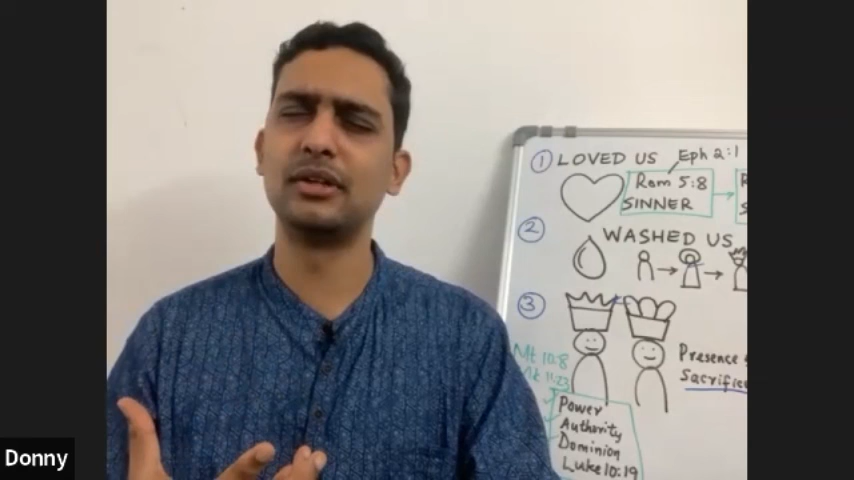 1 LOVED US Eph 2:1
Rom 5:8
SINNER
2 WASHED US
3
Mt 10:8
Mk 11:23
Presence
Sacrifice
Power
Authority
Dominion
Luke 10:19
Donny